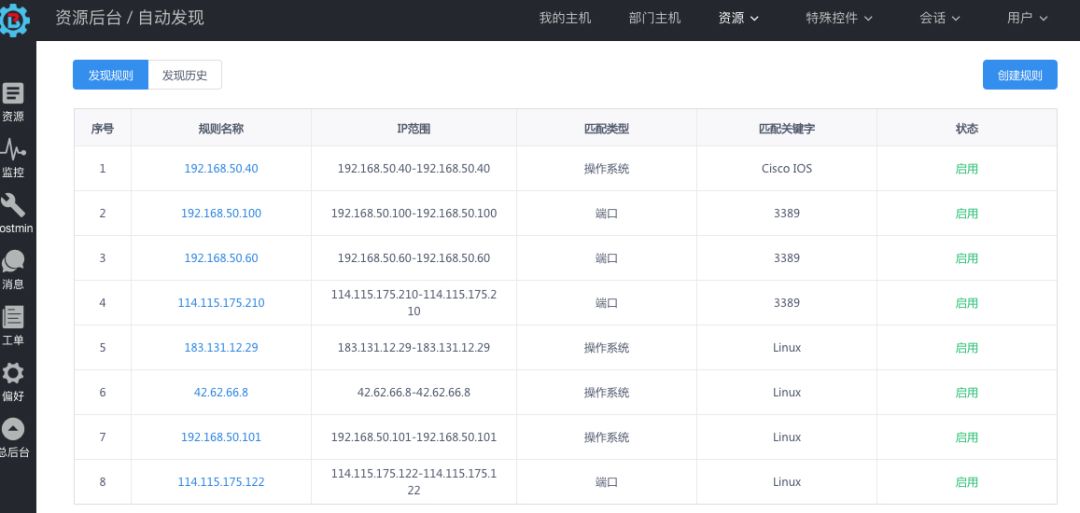 资源后台 / 自动发现
我的主机 部门主机 资源 特殊控件 会话 用户
资源
监控
ostmin
消息
工单
偏好
总后台
发现规则 发现历史 创建规则
序号 规则名称 IP范围 匹配类型 匹配关键字 状态
1 192.168.50.40 192.168.50.40-192.168.50.40 操作系统 Cisco IOS 启用
2 192.168.50.100 192.168.50.100-192.168.50.100 端口 3389 启用
3 192.168.50.60 192.168.50.60-192.168.50.60 端口 3389 启用
4 114.115.175.210 114.115.175.210-114.115.175.2
10 端口 3389 启用
5 183.131.12.29 183.131.12.29-183.131.12.29 操作系统 Linux 启用
6 42.62.66.8 42.62.66.8-42.62.66.8 操作系统 Linux 启用
7 192.168.50.101 192.168.50.101-192.168.50.101 操作系统 Linux 启用
8 114.115.175.122 114.115.175.122-114.115.175.1
22 端口 Linux 启用